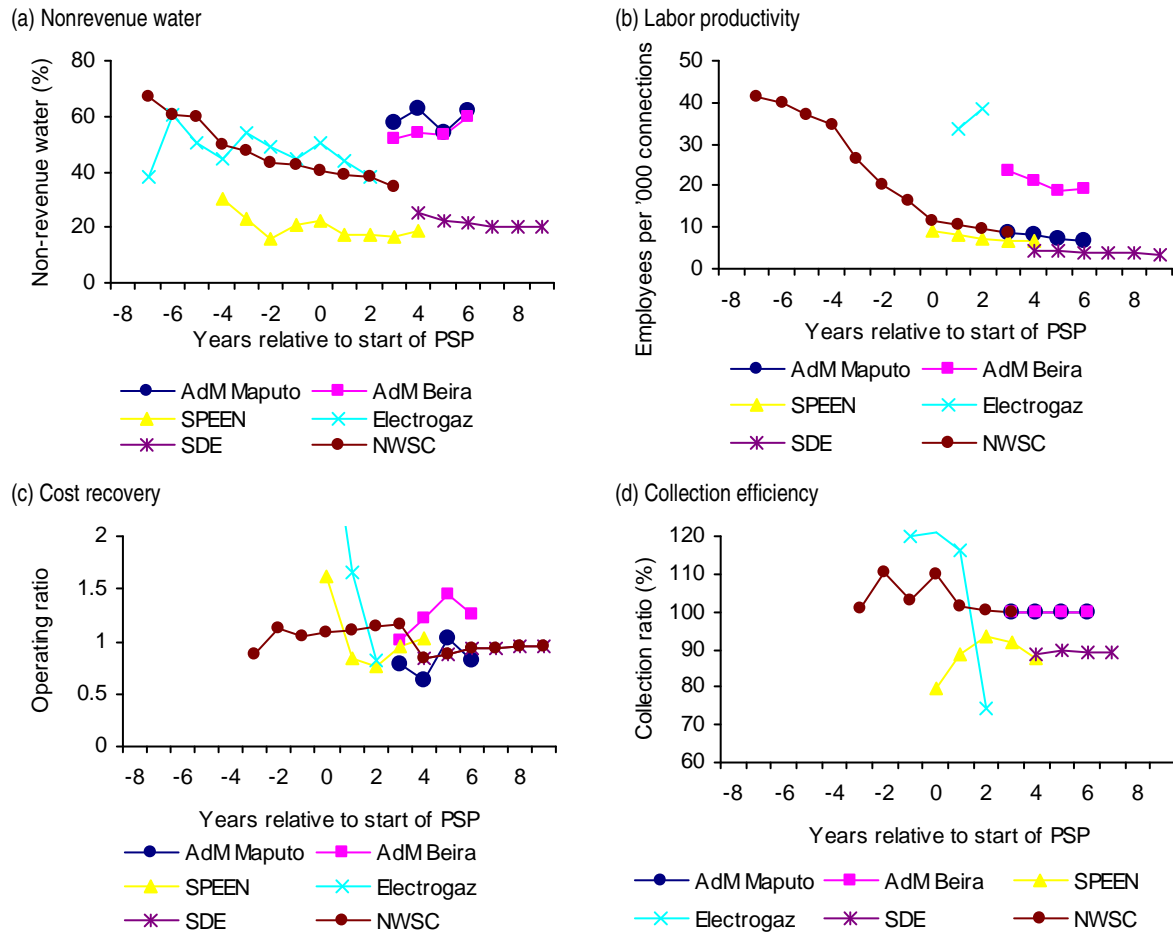 (a) Nonrevenue water
Non-revenue water (%)
80
60
40
20
0
-8 -6 -4 -2 0 2 4 6 8
Years relative to start of PSP
AdM Maputo AdM Beira
SPEEN Electrogaz
SDE NWSC
(b) Labor productivity
Employees per '000 connections
50
40
30
20
10
0
-8 -6 -4 -2 0 2 4 6 8
Years relative to start of PSP
AdM Maputo AdM Beira
SPEEN Electrogaz
SDE NWSC
(c) Cost recovery
Operating ratio
2
1.5
1
0.5
0
-8 -6 -4 -2 0 2 4 6 8
Years relative to start of PSP
AdM Maputo AdM Beira
SPEEN Electrogaz
SDE NWSC
(d) Collection efficiency
Collection ratio (%)
120
110
100
90
80
70
60
-8 -6 -4 -2 0 2 4 6 8
Years relative to start of PSP
AdM Maputo AdM Beira SPEEN
Electrogaz SDE NWSC